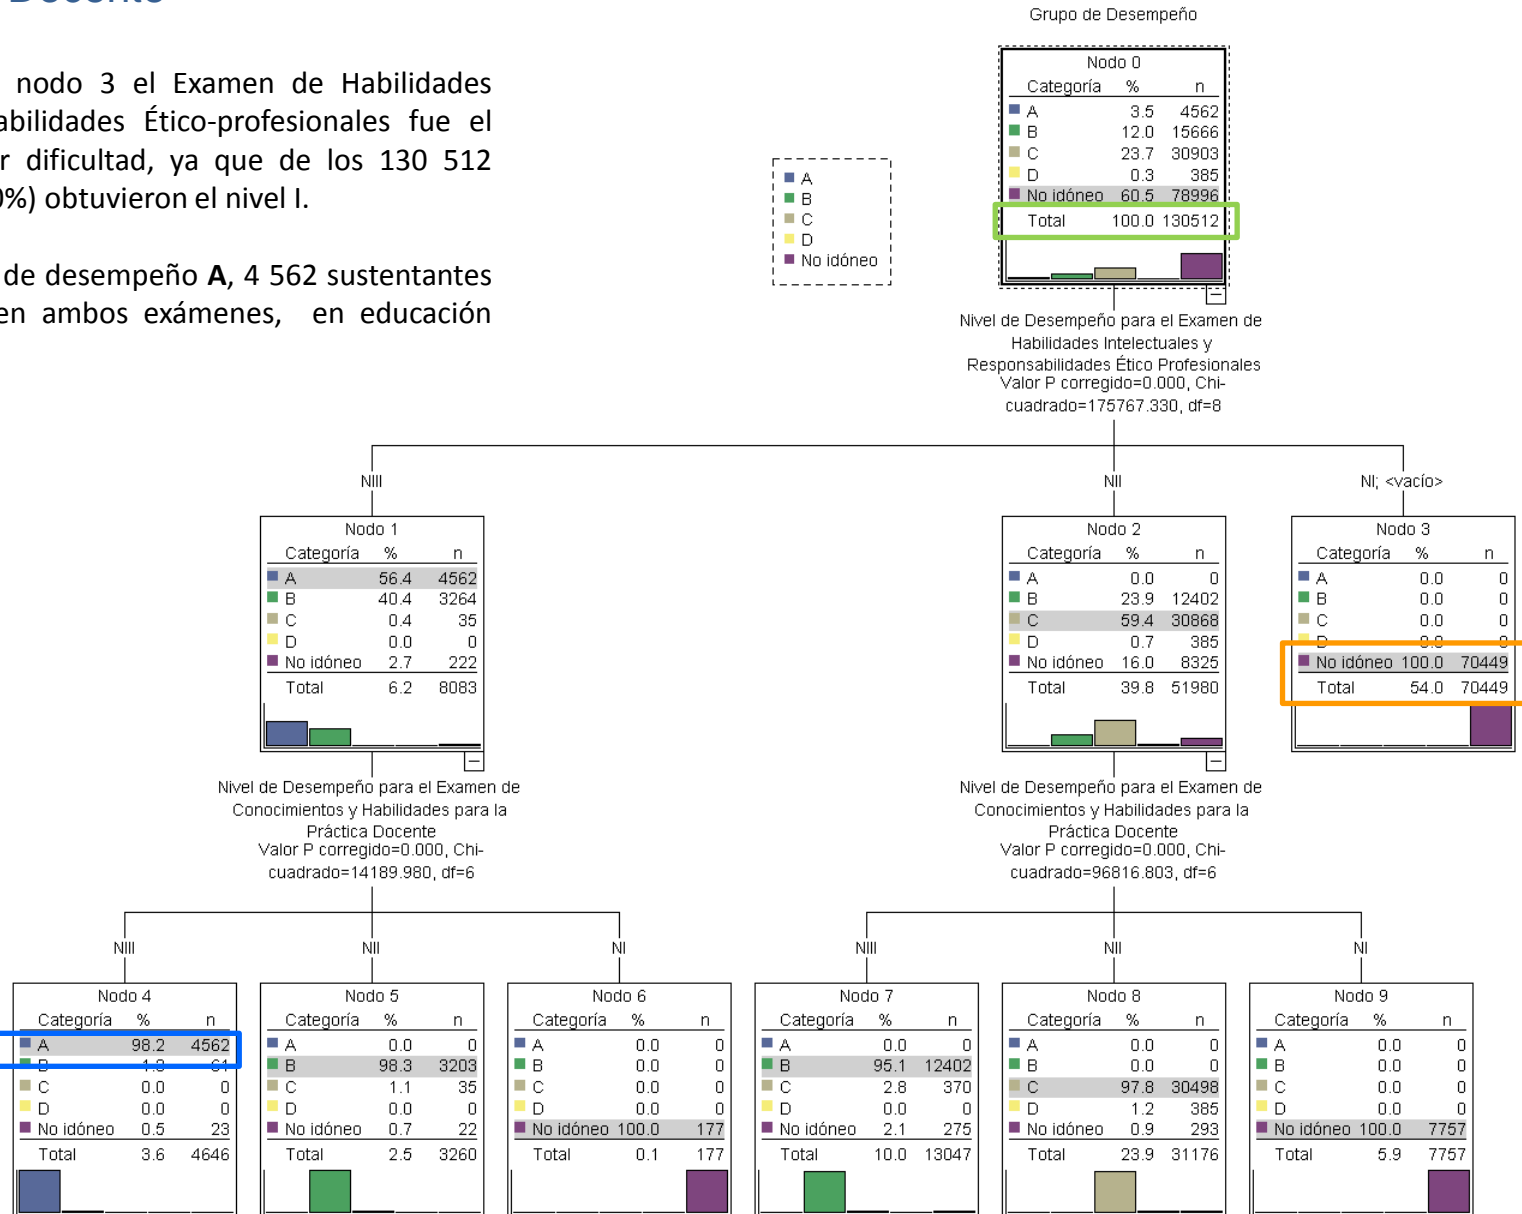 Docente
nodo 3 el Examen de Habilidades
abilidades Ético-profesionales fue el
r dificultad, ya que de los 130 512
0%) obtuvieron el nivel I.
de desempeño A, 4 562 sustentantes
en ambos exámenes, en educación
A
B
C
D
No idóneo
Grupo de Desempeño
Nodo 0
Categoría % n
A 3.5 4562
B 12.0 15666
C 23.7 30903
D 0.3 385
No idóneo 60.5 78996
Total 100.0 130512
Nivel de Desempeño para el Examen de
Habilidades Intelectuales y
Responsabilidades Ético Profesionales
Valor P corregido=0.000, Chi-
cuadrado=175767.330, df=8
NIII
Nodo 1
Categoría % n
A 56.4 4562
B 40.4 3264
C 0.4 35
D 0.0 0
No idóneo 2.7 222
Total 6.2 8083
NII
Nodo 2
Categoría % n
A 0.0 0
B 23.9 12402
C 59.4 30868
D 0.7 385
No idóneo 16.0 8325
Total 39.8 51980
NI; <vacío>
Nodo 3
Categoría % n
A 0.0 0
B 0.0 0
C 0.0 0
D 0.0 0
No idóneo 100.0 70449
Total 54.0 70449
Nivel de Desempeño para el Examen de
Conocimientos y Habilidades para la
Práctica Docente
Valor P corregido=0.000, Chi-
cuadrado=14189.980, df=6
Nivel de Desempeño para el Examen de
Conocimientos y Habilidades para la
Práctica Docente
Valor P corregido=0.000, Chi-
cuadrado=96816.803, df=6
NIII
Nodo 4
Categoría % n
A 98.2 4562
B 1.3 61
C 0.0 0
D 0.0 0
No idóneo 0.5 23
Total 3.6 4646
NII
Nodo 5
Categoría % n
A 0.0 0
B 98.3 3203
C 1.1 35
D 0.0 0
No idóneo 0.7 22
Total 2.5 3260
NI
Nodo 6
Categoría % n
A 0.0 0
B 0.0 0
C 0.0 0
D 0.0 0
No idóneo 100.0 177
Total 0.1 177
NIII
Nodo 7
Categoría % n
A 0.0 0
B 95.1 12402
C 2.8 370
D 0.0 0
No idóneo 2.1 275
Total 10.0 13047
NII
Nodo 8
Categoría % n
A 0.0 0
B 0.0 0
C 97.8 30498
D 1.2 385
No idóneo 0.9 293
Total 23.9 31176
NI
Nodo 9
Categoría % n
A 0.0 0
B 0.0 0
C 0.0 0
D 0.0 0
No idóneo 100.0 7757
Total 5.9 7757